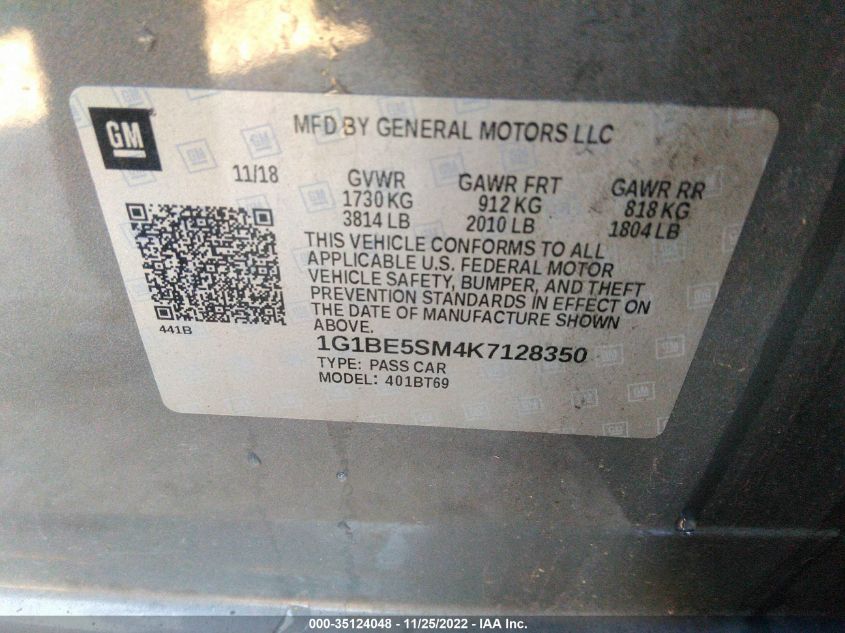 GM
MFD BY GENERAL MOTORS LLC
11/18
GVWR GAWR FRT GAWR RR
1730 KG 912 KG 818 KG
3814 LB 2010 LB 1804 LB
THIS VEHICLE CONFORMS TO ALL
APPLICABLE U.S. FEDERAL MOTOR
VEHICLE SAFETY, BUMPER, AND THEFT
PREVENTION STANDARDS IN EFFECT ON
THE DATE OF MANUFACTURE SHOWN
ABOVE.
441B
1G1BE5SM4K7128350
TYPE: PASS CAR
MODEL: 401BT69
000-35124048 - 11/25/2022 - IAA Inc.